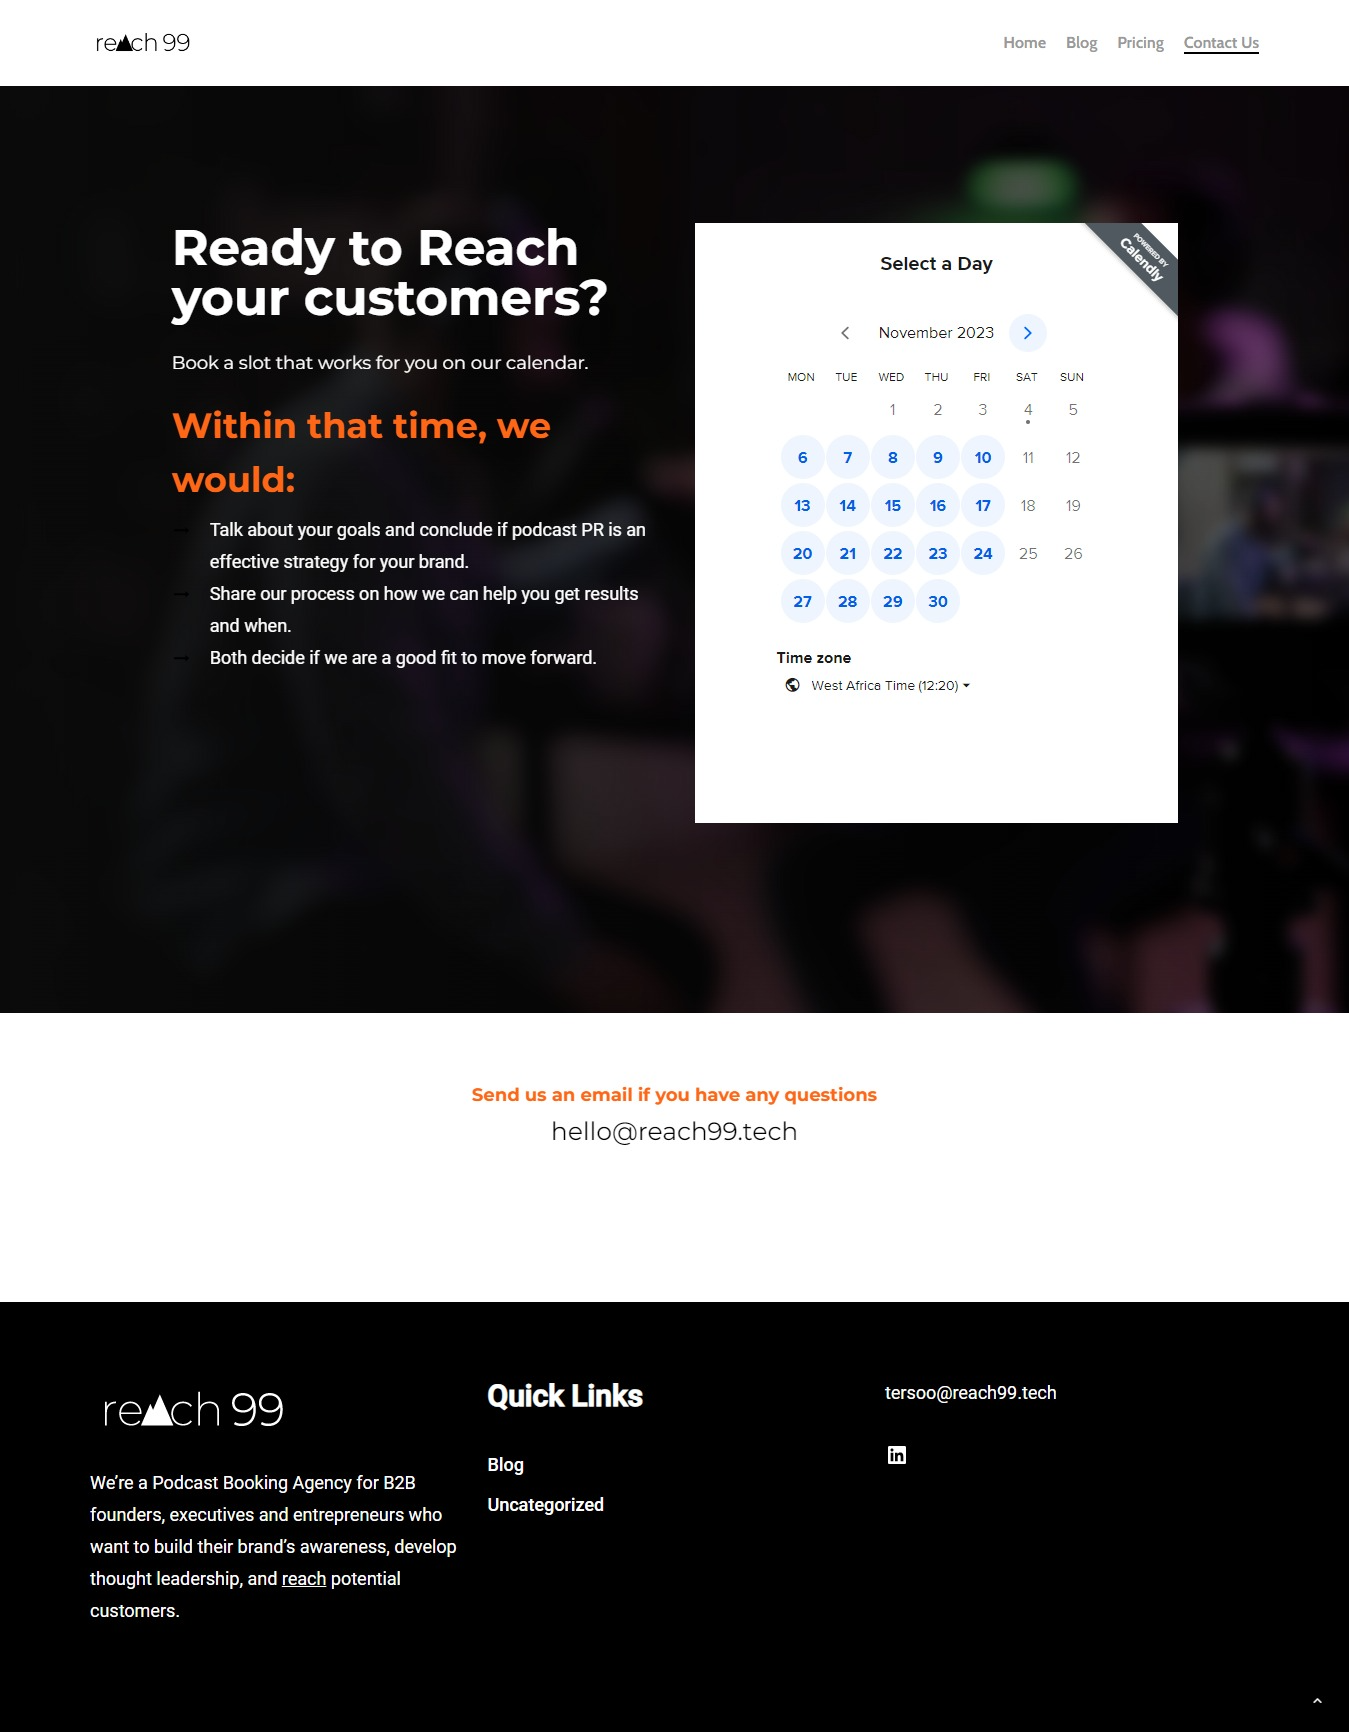 reach 99
Home Blog Pricing Contact Us
Ready to Reach
your customers?
Book a slot that works for you on our calendar.
Within that time, we
would:
Talk about your goals and conclude if podcast PR is an
effective strategy for your brand.
Share our process on how we can help you get results
and when.
Both decide if we are a good fit to move forward.
POWERED BY
Calendly
Select a Day
November 2023
MON TUE WED THU FRI SAT SUN
1 2 3 4 5
6 7 8 9 10 11 12
13 14 15 16 17 18 19
20 21 22 23 24 25 26
27 28 29 30
Time zone
West Africa Time (12:20)
Send us an email if you have any questions
hello@reach99.tech
reach 99
We’re a Podcast Booking Agency for B2B
founders, executives and entrepreneurs who
want to build their brand’s awareness, develop
thought leadership, and reach potential
customers.
Quick Links
Blog
Uncategorized
tersoo@reach99.tech
in